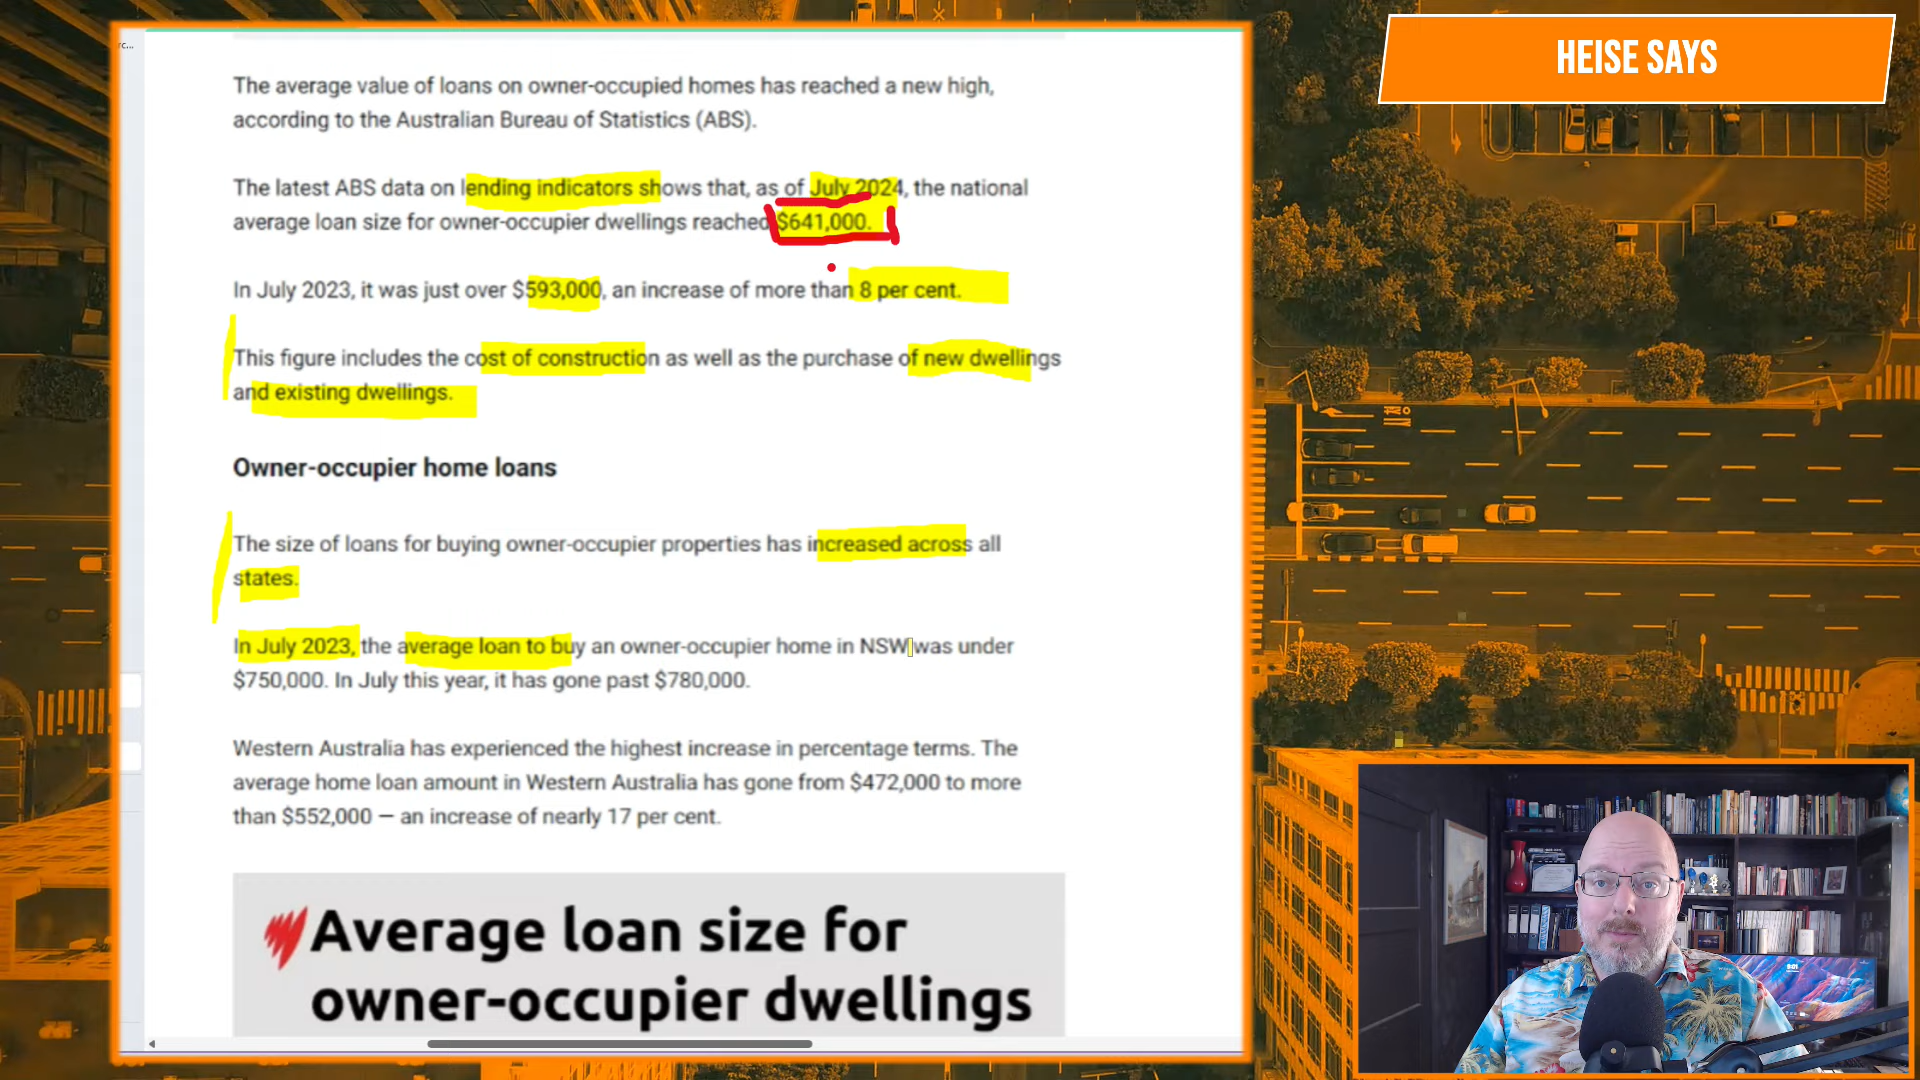 rc...
HEISE SAYS
The average value of loans on owner-occupied homes has reached a new high,
according to the Australian Bureau of Statistics (ABS).
The latest ABS data on lending indicators shows that, as of July 2024, the national
average loan size for owner-occupier dwellings reached $641,000.
In July 2023, it was just over $593,000, an increase of more than 8 per cent.
This figure includes the cost of construction as well as the purchase of new dwellings
and existing dwellings.
Owner-occupier home loans
The size of loans for buying owner-occupier properties has increased across all
states.
In July 2023, the average loan to buy an owner-occupier home in NSW was under
$750,000. In July this year, it has gone past $780,000.
Western Australia has experienced the highest increase in percentage terms. The
average home loan amount in Western Australia has gone from $472,000 to more
than $552,000 — an increase of nearly 17 per cent.
Average loan size for
owner-occupier dwellings